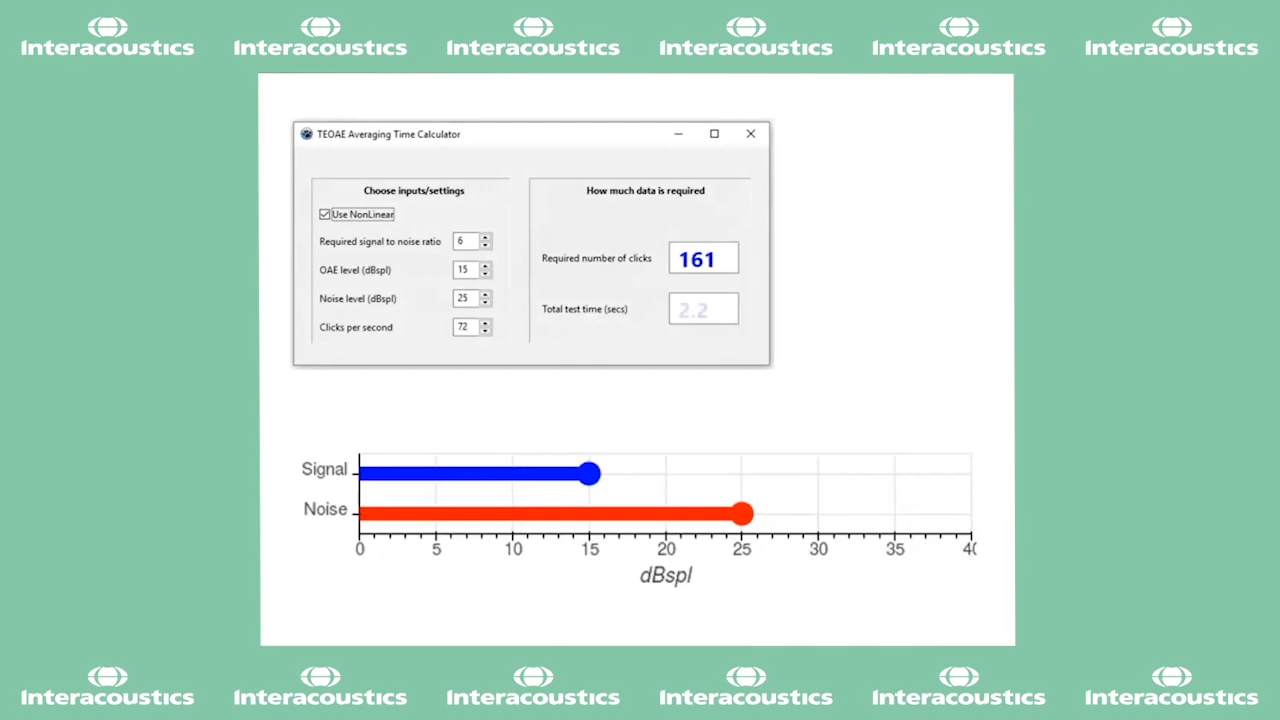 Interacoustics Interacoustics Interacoustics Interacoustics Interacoustics Interacoustics
TEOAE Averaging Time Calculator
Choose inputs/settings
Use NonLinear
Required signal to noise ratio 6
OAE level (dBspl) 15
Noise level (dBspl) 25
Clicks per second 72
How much data is required
Required number of clicks 161
Total test time (secs) 2.2
Signal
Noise
0 5 10 15 20 25 30 35 40
dBspl
Interacoustics Interacoustics Interacoustics Interacoustics Interacoustics Interacoustics